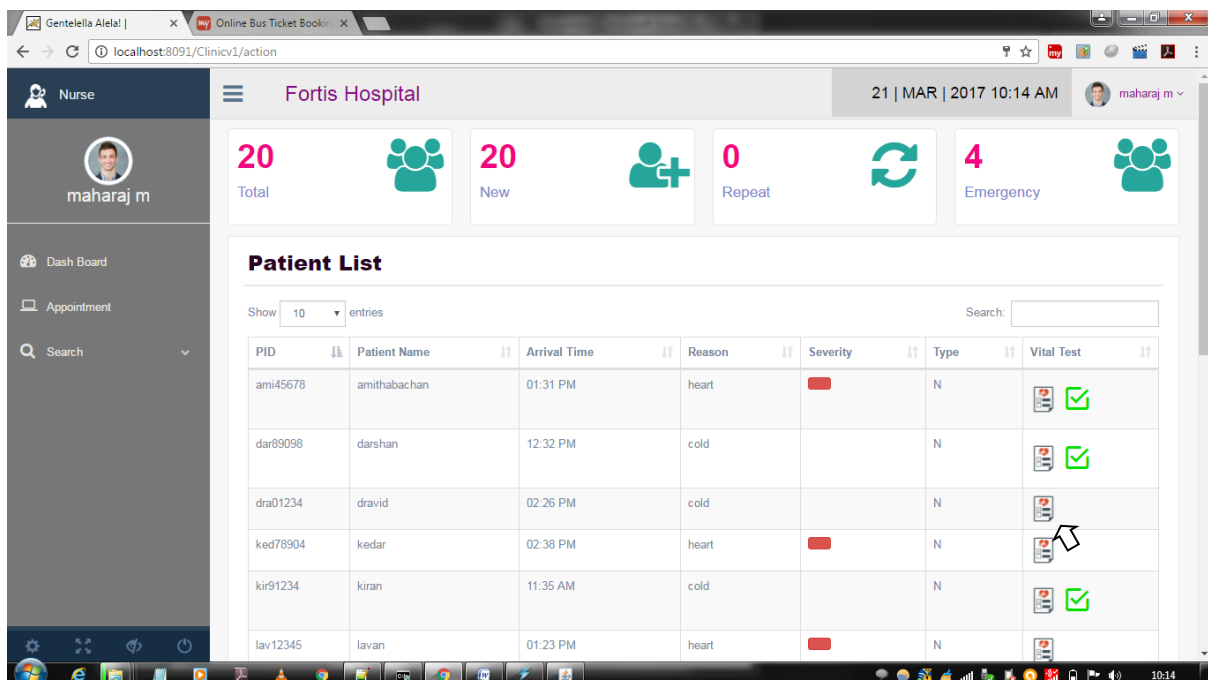 Gentelella Alela! |
Online Bus Ticket Bookin
localhost:8091/Clinicv1/action
Nurse
Fortis Hospital
21 | MAR | 2017 10:14 AM
maharaj m
maharaj m
20
Total
20
New
0
Repeat
4
Emergency
Dash Board
Appointment
Search
Patient List
Show 10 entries
Search:
PID Patient Name Arrival Time Reason Severity Type Vital Test
ami45678 amithabachan 01:31 PM heart N
dar89098 darshan 12:32 PM cold N
dra01234 dravid 02:26 PM cold N
ked78904 kedar 02:38 PM heart N
kir91234 kiran 11:35 AM cold N
lav12345 lavan 01:23 PM heart N
10:14